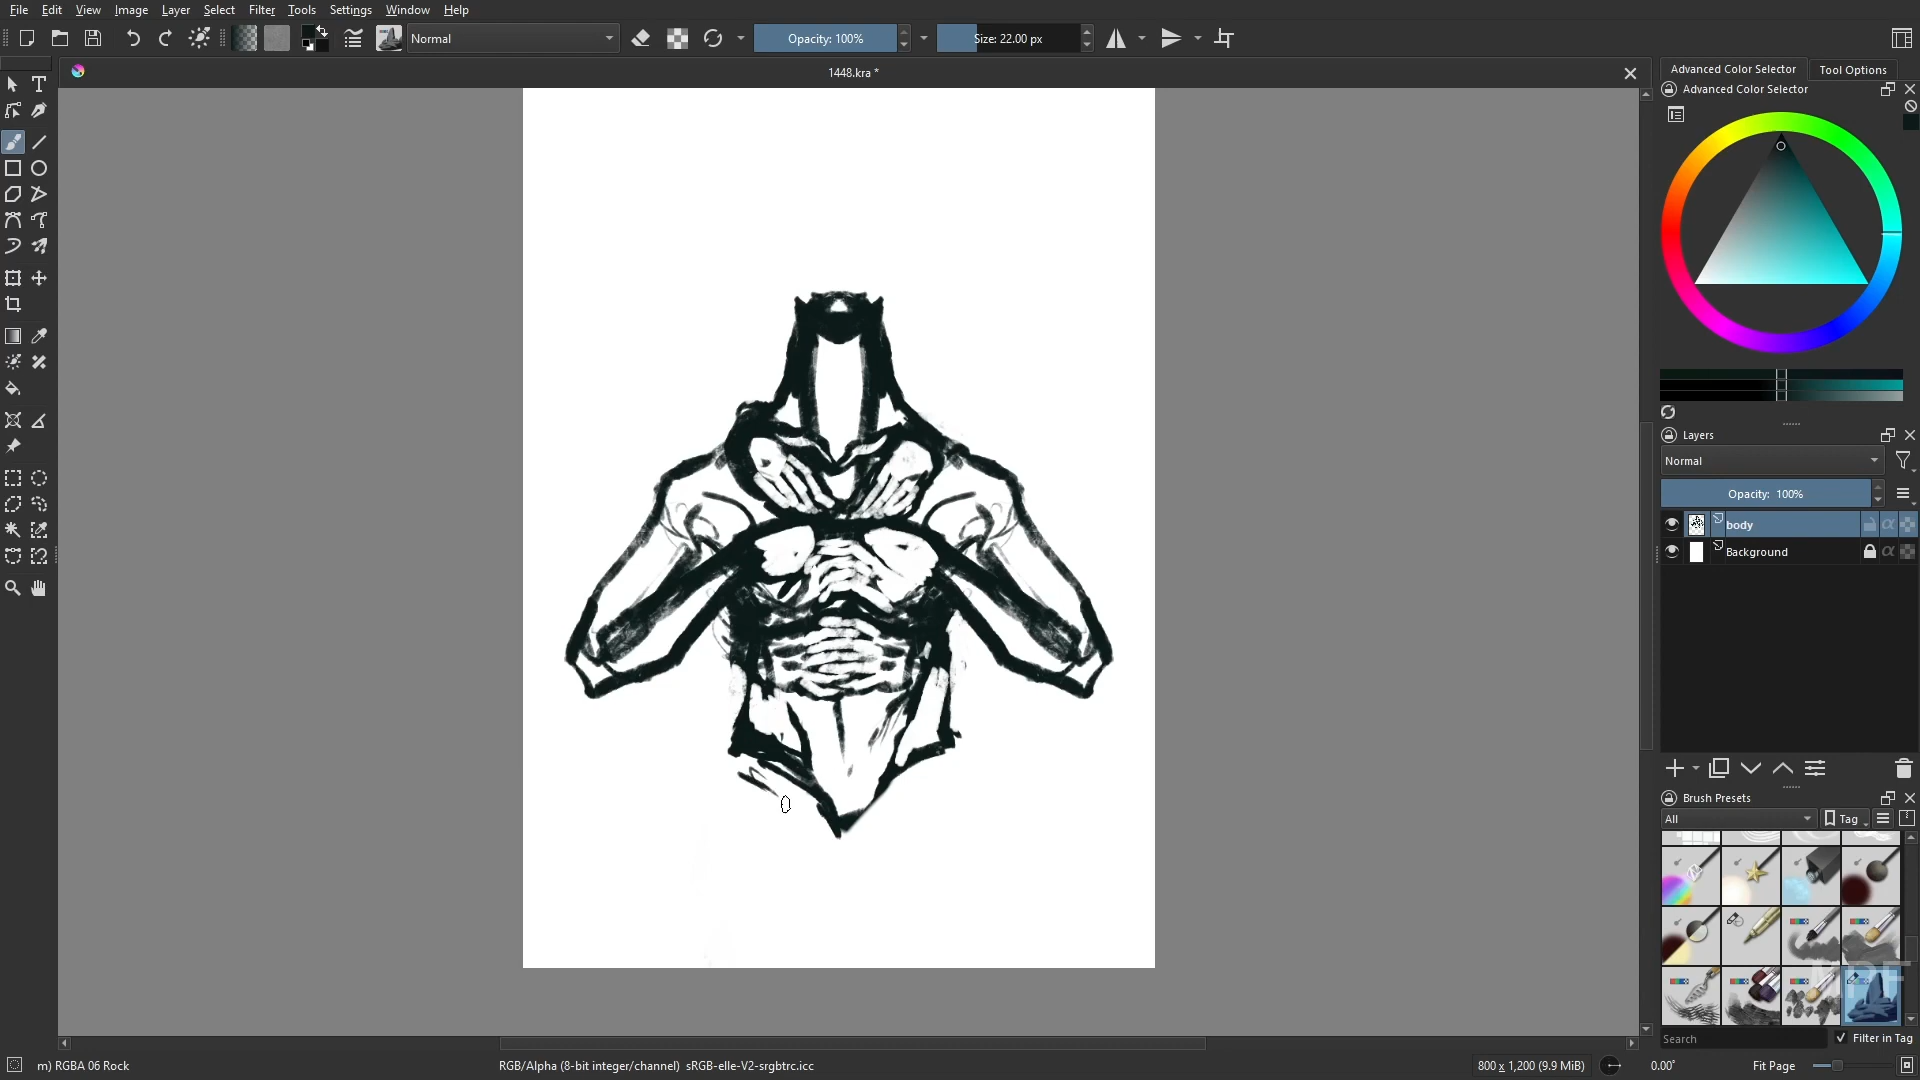 File Edit View Image Layer Select Filter Tools Settings Window Help
Normal
Opacity: 100%
Size: 22.00 px
1448.kra *
Advanced Color Selector
Tool Options
Advanced Color Selector
Layers
Normal
Opacity: 100%
body
Background
Brush Presets
All
Tag
Search
Filter in Tag
m) RGBA 06 Rock
RGB/Alpha (8-bit integer/channel) sRGB-elle-V2-srgbtrc.icc
800 x 1,200 (9.9 MiB)
0.00°
Fit Page